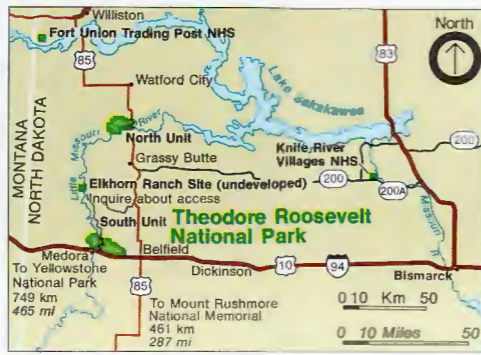 Williston
North
Fort Union Trading Post NHS
85
83
Watford City
Lake Sakakawea
MONTANA
NORTH DAKOTA
Little Missouri River
North Unit
Grassy Butte
Knife River
Villages NHS
200
200
200A
Elkhorn Ranch Site (undeveloped)
Inquire about access
South Unit
Theodore Roosevelt
National Park
Missouri R
Medora
Belfield
Dickinson
10
94
Bismarck
To Yellowstone
National Park
749 km
465 mi
85
To Mount Rushmore
National Memorial
461 km
287 mi
0 10 Km 50
0 10 Miles 50